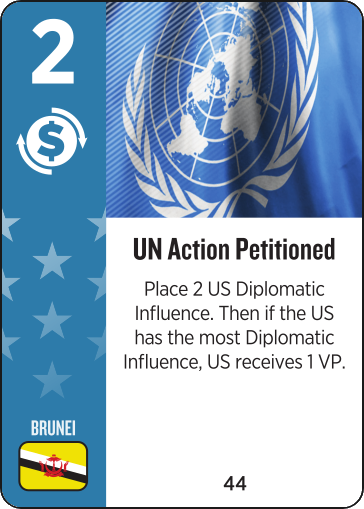 2
$
UN Action Petitioned
Place 2 US Diplomatic
Influence. Then if the US
has the most Diplomatic
Influence, US receives 1 VP.
BRUNEI
44